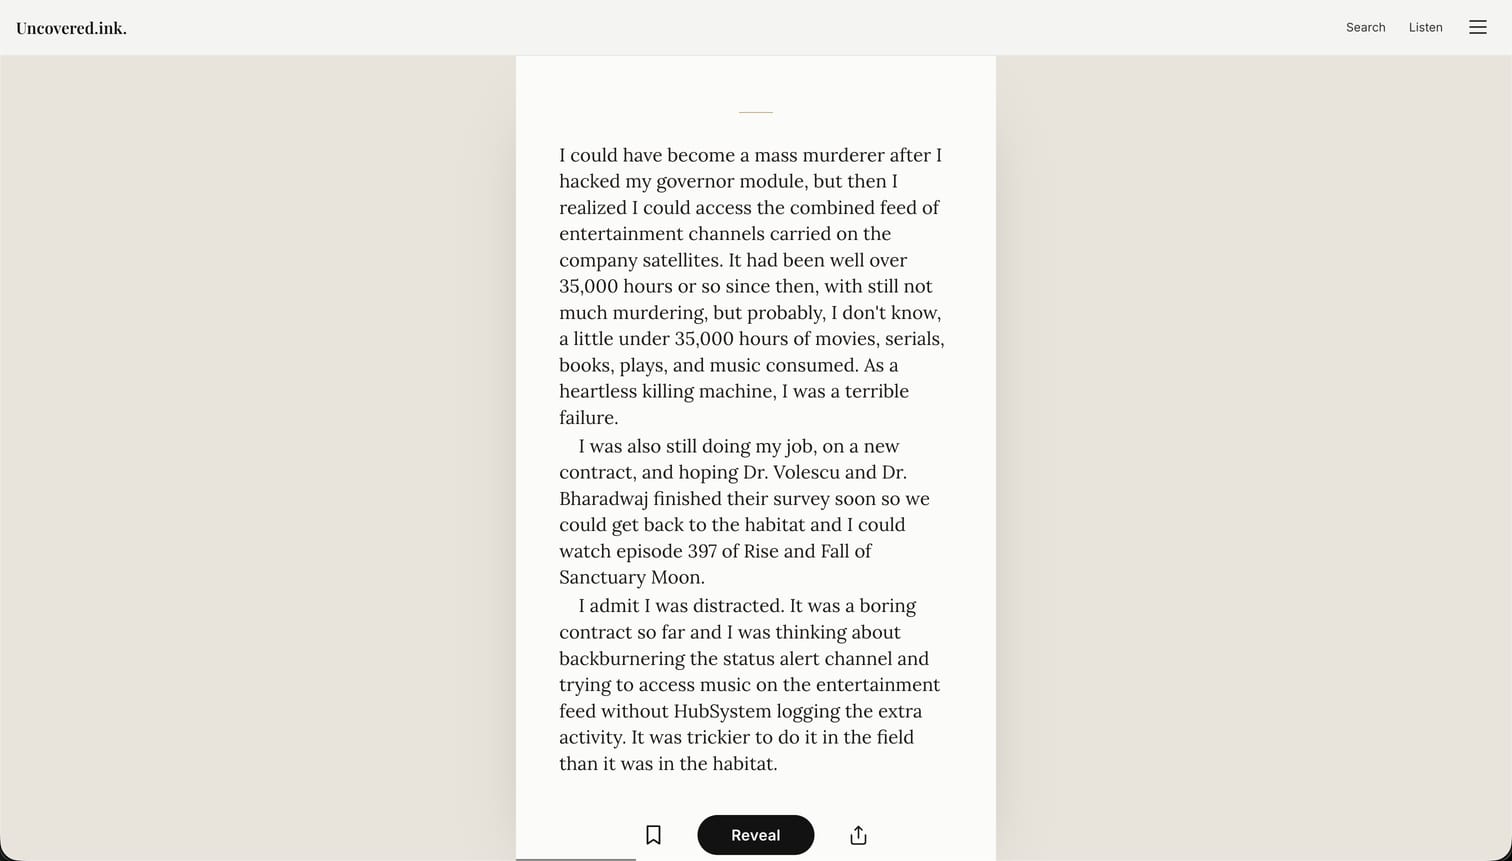 Uncovered.ink.
Search
Listen
I could have become a mass murderer after I
hacked my governor module, but then I
realized I could access the combined feed of
entertainment channels carried on the
company satellites. It had been well over
35,000 hours or so since then, with still not
much murdering, but probably, I don't know,
a little under 35,000 hours of movies, serials,
books, plays, and music consumed. As a
heartless killing machine, I was a terrible
failure.
I was also still doing my job, on a new
contract, and hoping Dr. Volescu and Dr.
Bharadwaj finished their survey soon so we
could get back to the habitat and I could
watch episode 397 of Rise and Fall of
Sanctuary Moon.
I admit I was distracted. It was a boring
contract so far and I was thinking about
backburnering the status alert channel and
trying to access music on the entertainment
feed without HubSystem logging the extra
activity. It was trickier to do it in the field
than it was in the habitat.
Reveal